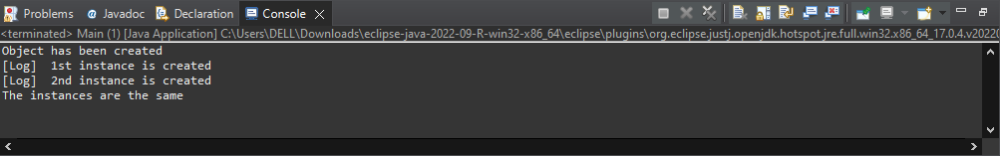 Problems @ Javadoc Declaration Console
<terminated> Main (1) [Java Application] C:\Users\DELL\Downloads\eclipse-java-2022-09-R-win32-x86_64\eclipse\plugins\org.eclipse.justj.openjdk.hotspot.jre.full.win32.x86_64_17.0.4.v2022
Object has been created
[Log]  1st instance is created
[Log]  2nd instance is created
The instances are the same